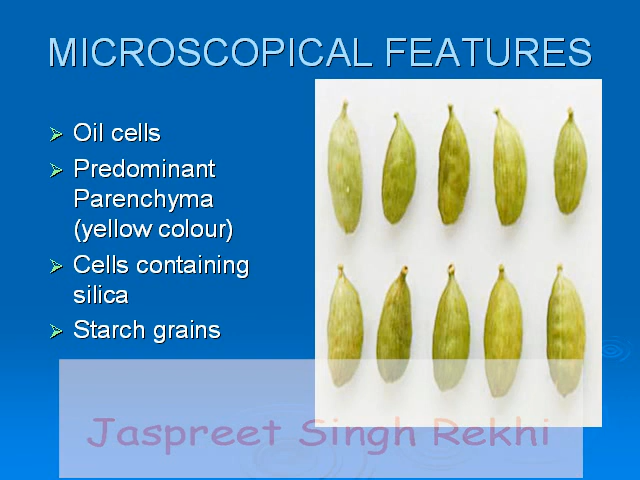 MICROSCOPICAL FEATURES
Oil cells
Predominant
Parenchyma
(yellow colour)
Cells containing
silica
Starch grains
Jaspreet Singh Rekhi